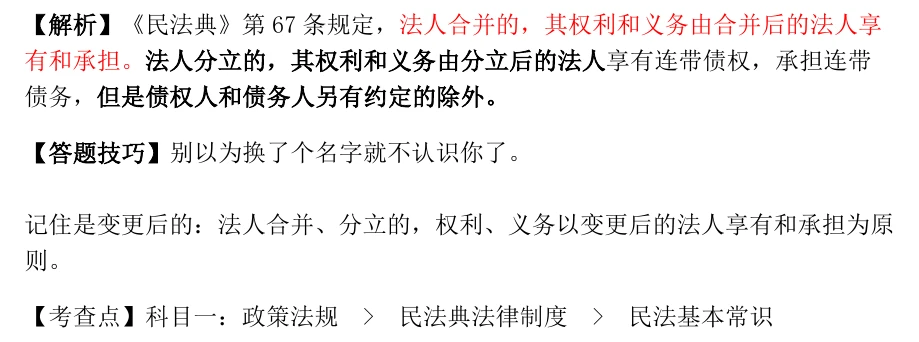 【解析】《民法典》第 67 条规定，法人合并的，其权利和义务由合并后的法人享
有和承担。法人分立的，其权利和义务由分立后的法人享有连带债权，承担连带
债务，但是债权人和债务人另有约定的除外。
【答题技巧】别以为换了个名字就不认识你了。
记住是变更后的：法人合并、分立的，权利、义务以变更后的法人享有和承担为原
则。
【考查点】科目一：政策法规 > 民法典法律制度 > 民法基本常识